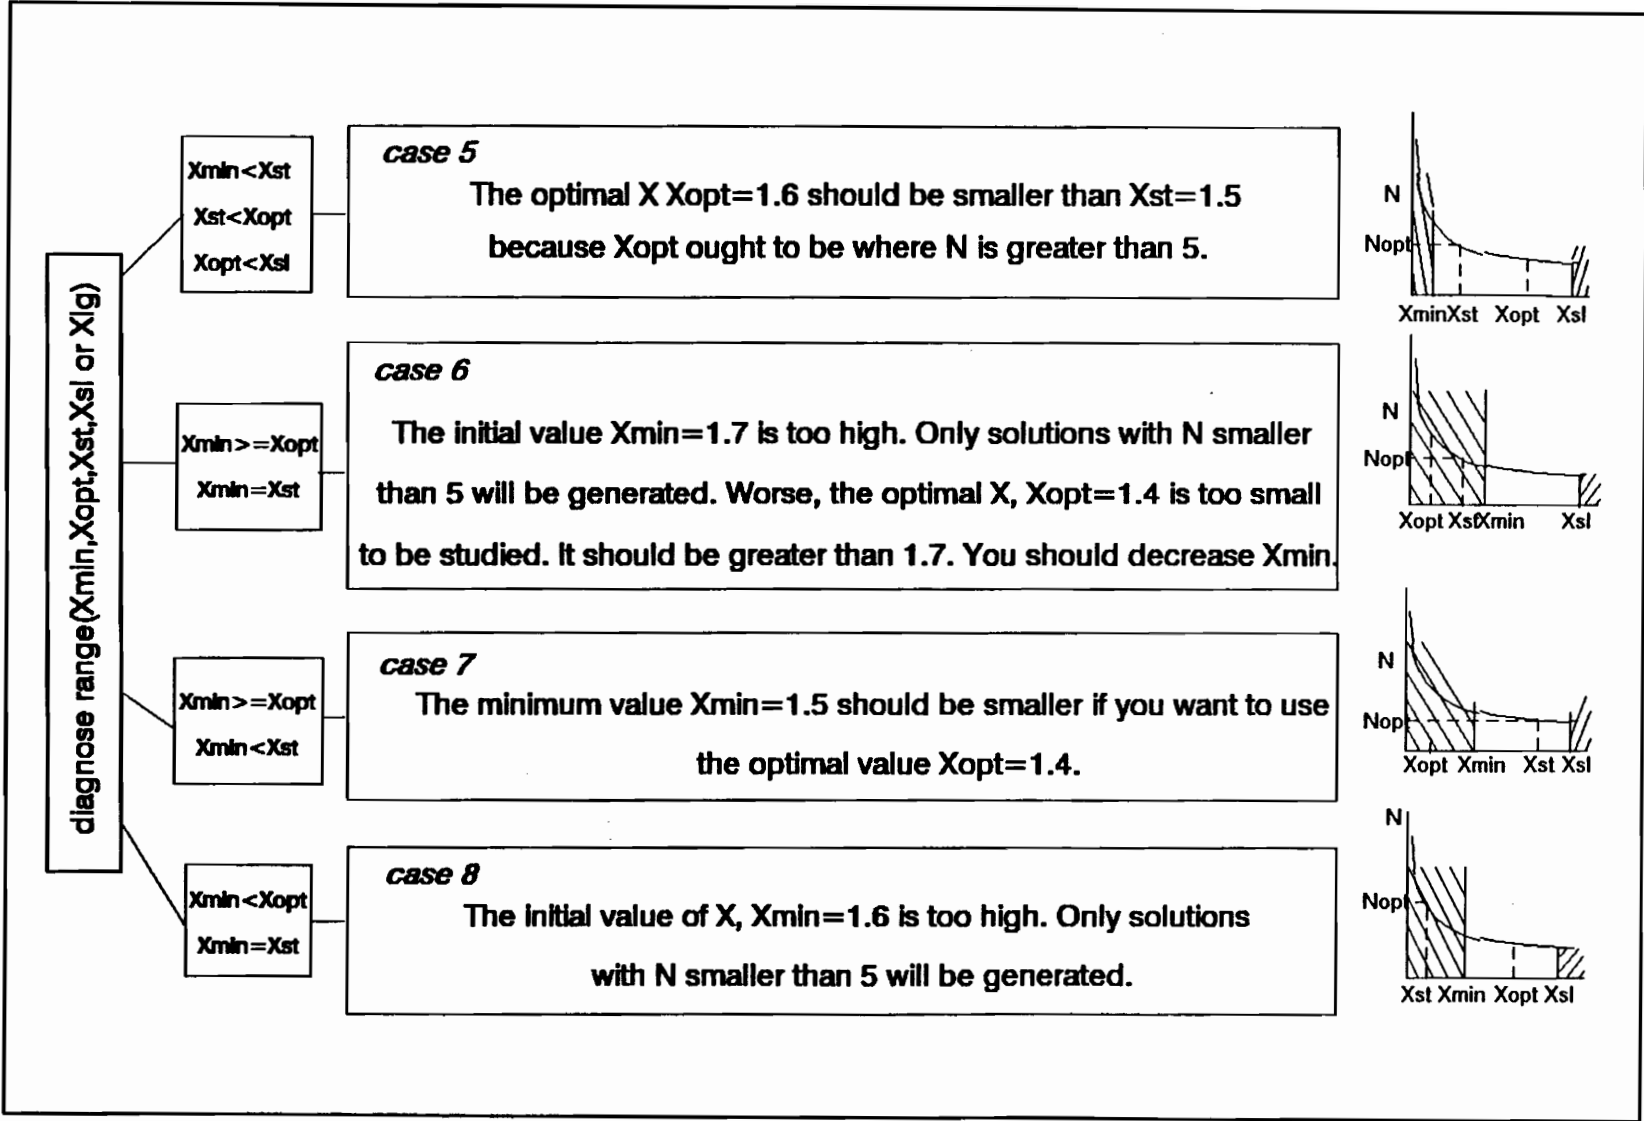 diagnose range(Xmin,Xopt,Xst,Xsl or Xlg)
Xmin<Xst
Xst<Xopt
Xopt<Xsl
case 5
The optimal X Xopt=1.6 should be smaller than Xst=1.5
because Xopt ought to be where N is greater than 5.
N
Nopt
Xmin Xst Xopt Xsl
Xmin>=Xopt
Xmin=Xst
case 6
The initial value Xmin=1.7 is too high. Only solutions with N smaller
than 5 will be generated. Worse, the optimal X, Xopt=1.4 is too small
to be studied. It should be greater than 1.7. You should decrease Xmin.
N
Nopt
Xopt Xst Xmin Xsl
Xmin>=Xopt
Xmin<Xst
case 7
The minimum value Xmin=1.5 should be smaller if you want to use
the optimal value Xopt=1.4.
N
Nopt
Xopt Xmin Xst Xsl
Xmin<Xopt
Xmin=Xst
case 8
The initial value of X, Xmin=1.6 is too high. Only solutions
with N smaller than 5 will be generated.
N
Nopt
Xst Xmin Xopt Xsl